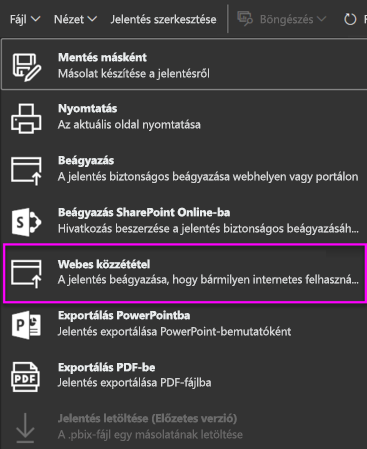 Fájl Nézet Jelentés szerkesztése Böngészés F
Mentés másként
Másolat készítése a jelentésről
Nyomtatás
Az aktuális oldal nyomtatása
Beágyazás
A jelentés biztonságos beágyazása webhelyen vagy portálon
Beágyazás SharePoint Online-ba
Hivatkozás beszerzése a jelentés biztonságos beágyazásáh...
Webes közzététel
A jelentés beágyazása, hogy bármilyen internetes felhaszná...
Exportálás PowerPointba
Jelentés exportálása PowerPoint-bemutatóként
Exportálás PDF-be
Jelentés exportálása PDF-fájlba
Jelentés letöltése (Előzetes verzió)
A .pbix-fájl egy másolatának letöltése